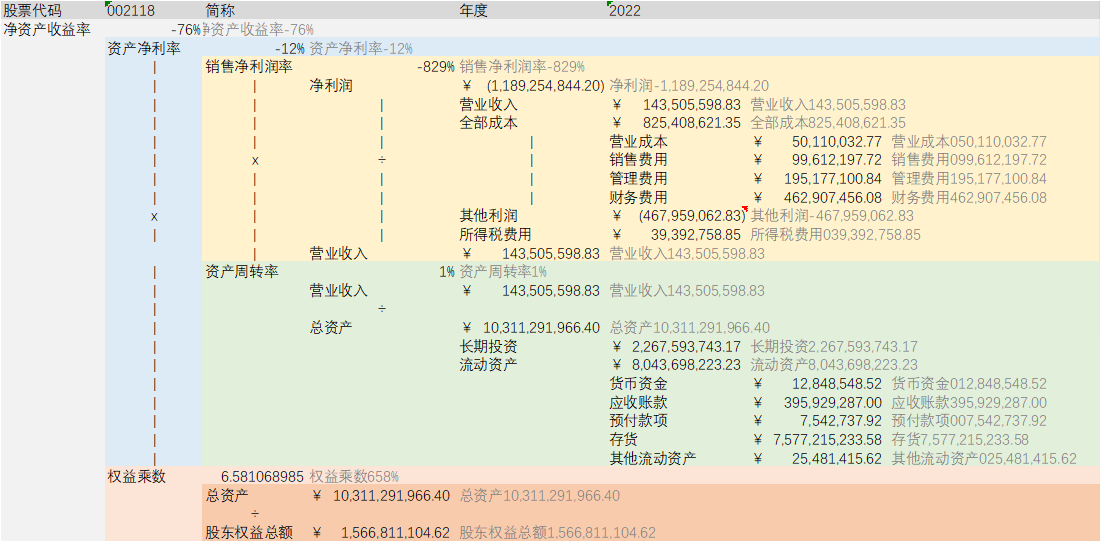 股票代码 002118 简称 年度 2022
净资产收益率 -76% 净资产收益率-76%
资产净利率 -12% 资产净利率-12%
| 销售净利润率 -829% 销售净利润率-829%
| | 净利润 ¥ (1,189,254,844.20) 净利润-1,189,254,844.20
| | | 营业收入 ¥ 143,505,598.83 营业收入143,505,598.83
| | | 全部成本 ¥ 825,408,621.35 全部成本825,408,621.35
| | | | 营业成本 ¥ 50,110,032.77 营业成本050,110,032.77
| x ÷ | 销售费用 ¥ 99,612,197.72 销售费用099,612,197.72
| | | | 管理费用 ¥ 195,177,100.84 管理费用195,177,100.84
| | | | 财务费用 ¥ 462,907,456.08 财务费用462,907,456.08
x | | 其他利润 ¥ (467,959,062.83) 其他利润-467,959,062.83
| | | 所得税费用 ¥ 39,392,758.85 所得税费用039,392,758.85
| 营业收入 ¥ 143,505,598.83 营业收入143,505,598.83
| 资产周转率 1% 资产周转率1%
| 营业收入 ¥ 143,505,598.83 营业收入143,505,598.83
| ÷
| 总资产 ¥ 10,311,291,966.40 总资产10,311,291,966.40
| 长期投资 ¥ 2,267,593,743.17 长期投资2,267,593,743.17
| 流动资产 ¥ 8,043,698,223.23 流动资产8,043,698,223.23
| 货币资金 ¥ 12,848,548.52 货币资金012,848,548.52
| 应收账款 ¥ 395,929,287.00 应收账款395,929,287.00
| 预付款项 ¥ 7,542,737.92 预付款项007,542,737.92
| 存货 ¥ 7,577,215,233.58 存货7,577,215,233.58
| 其他流动资产 ¥ 25,481,415.62 其他流动资产025,481,415.62
权益乘数 6.581068985 权益乘数658%
总资产 ¥ 10,311,291,966.40 总资产10,311,291,966.40
÷
股东权益总额 ¥ 1,566,811,104.62 股东权益总额1,566,811,104.62